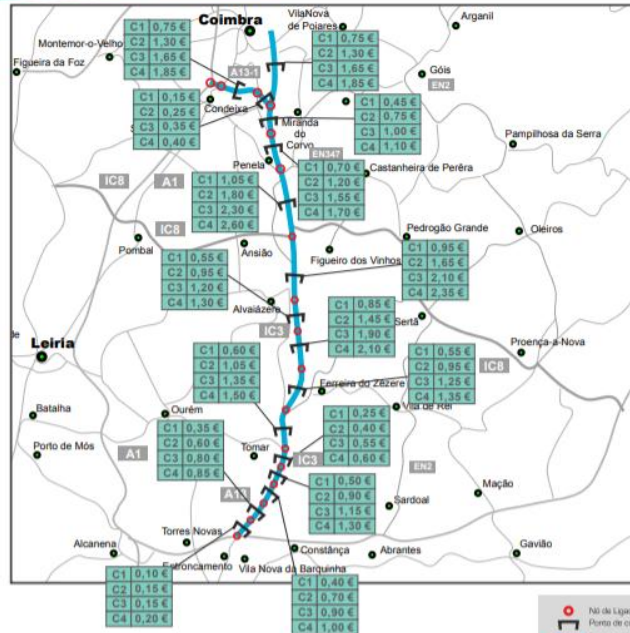 Coimbra
VilaNova
de Poiares
Arganil
C1 0,75 €
C2 1,30 €
C3 1,65 €
C4 1,85 €
C1 0,75 €
C2 1,30 €
C3 1,65 €
C4 1,85 €
Montemor-o-Velho
Figueira da Foz
A13-1
Góis
EN2
Condeixa
C1 0,15 €
C2 0,25 €
C3 0,35 €
C4 0,40 €
C1 0,45 €
C2 0,75 €
C3 1,00 €
C4 1,10 €
Miranda
do
Corvo
Pampilhosa da Serra
EN347
Penela
C1 0,70 €
C2 1,20 €
C3 1,55 €
C4 1,70 €
Castanheira de Perêra
IC8
A1
C1 1,05 €
C2 1,80 €
C3 2,30 €
C4 2,60 €
Pedrogão Grande
Oleiros
IC8
Pombal
Ansião
Figueiro dos Vinhos
C1 0,95 €
C2 1,65 €
C3 2,10 €
C4 2,35 €
C1 0,55 €
C2 0,95 €
C3 1,20 €
C4 1,30 €
Alvaiázere
C1 0,85 €
C2 1,45 €
C3 1,90 €
C4 2,10 €
Sertã
IC3
Leiria
Proença-a-Nova
C1 0,60 €
C2 1,05 €
C3 1,35 €
C4 1,50 €
C1 0,55 €
C2 0,95 €
C3 1,25 €
C4 1,35 €
IC8
Ferreira do Zêzere
Vila de Rei
Batalha
Ourém
C1 0,25 €
C2 0,40 €
C3 0,55 €
C4 0,60 €
C1 0,35 €
C2 0,60 €
C3 0,80 €
C4 0,85 €
Porto de Mós
A1
Tomar
IC3
EN2
C1 0,50 €
C2 0,90 €
C3 1,15 €
C4 1,30 €
A13
Mação
Sardoal
Torres Novas
Alcanena
Entroncamento
Vila Nova da Barquinha
Constânça
Abrantes
Gavião
C1 0,10 €
C2 0,15 €
C3 0,15 €
C4 0,20 €
C1 0,40 €
C2 0,70 €
C3 0,90 €
C4 1,00 €
Nó de Ligaç